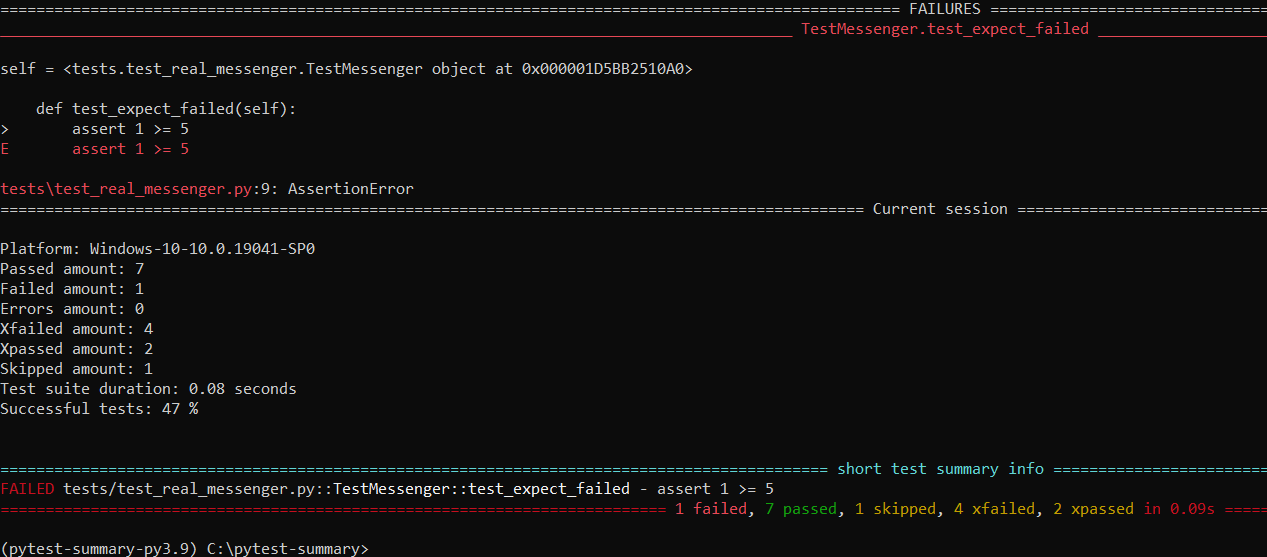 ==================================================================================================== FAILURES ===============================
________________________________________________________________________________________ TestMessenger.test_expect_failed ___________________
self = <tests.test_real_messenger.TestMessenger object at 0x000001D5BB2510A0>
    def test_expect_failed(self):
>       assert 1 >= 5
E       assert 1 >= 5
tests\test_real_messenger.py:9: AssertionError
================================================================================================ Current session ============================
Platform: Windows-10-10.0.19041-SP0
Passed amount: 7
Failed amount: 1
Errors amount: 0
Xfailed amount: 4
Xpassed amount: 2
Skipped amount: 1
Test suite duration: 0.08 seconds
Successful tests: 47 %
============================================================================================ short test summary info ========================
FAILED tests/test_real_messenger.py::TestMessenger::test_expect_failed - assert 1 >= 5
========================================================================== 1 failed, 7 passed, 1 skipped, 4 xfailed, 2 xpassed in 0.09s =====
(pytest-summary-py3.9) C:\pytest-summary>